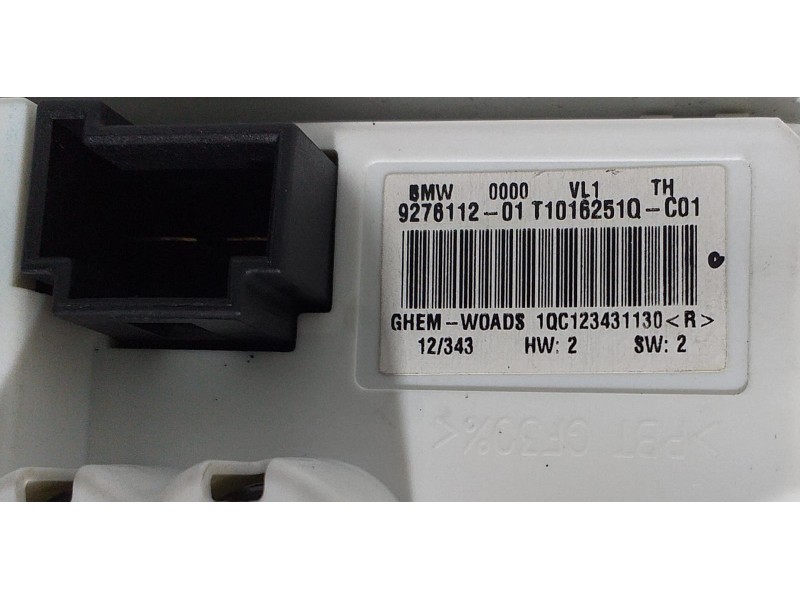 BMW 0000 VL1 TH
9276112-01 T1016251Q-C01
GHEM-WOADS 1QC123431130<R>
12/343 HW: 2 SW: 2
>PBT GF30%<